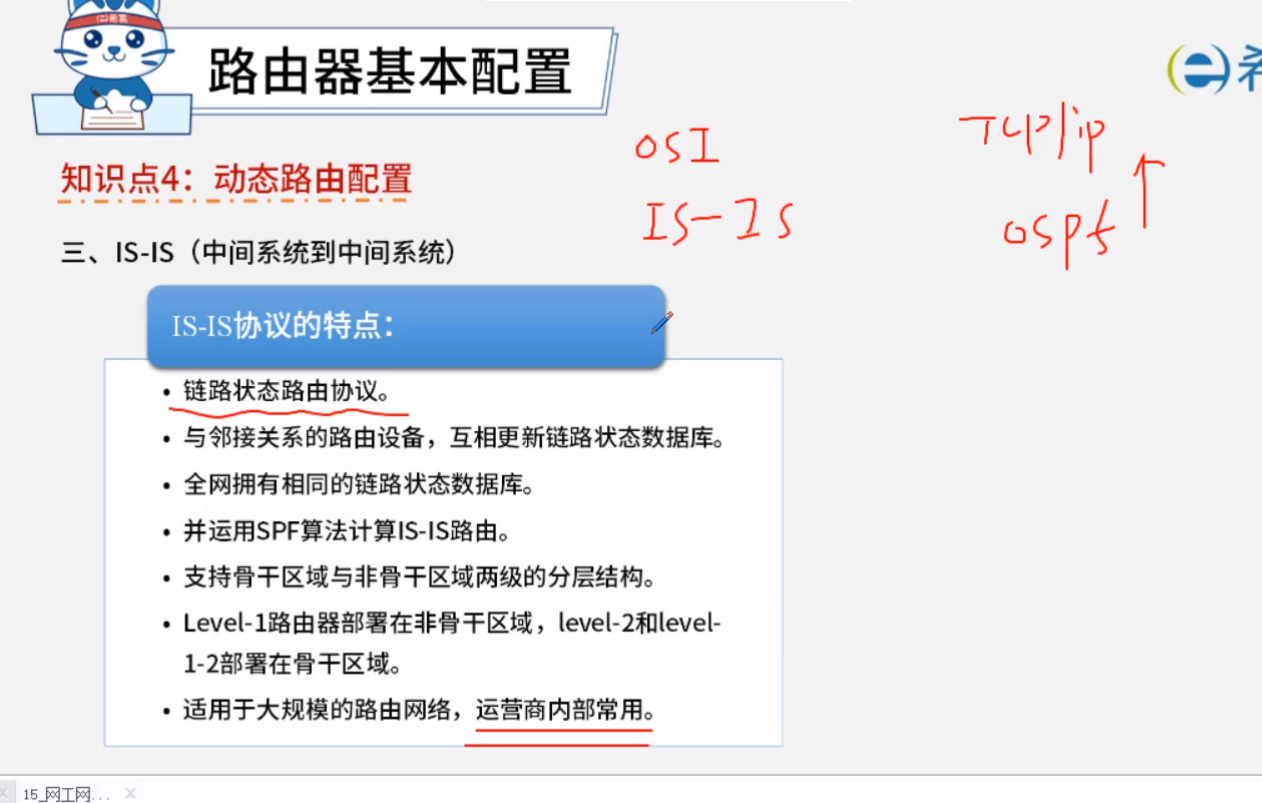 路由器基本配置
希
OSI
TCP/ip
知识点4：动态路由配置
IS-IS
ospf
三、IS-IS（中间系统到中间系统）
IS-IS协议的特点：
• 链路状态路由协议。
• 与邻接关系的路由设备，互相更新链路状态数据库。
• 全网拥有相同的链路状态数据库。
• 并运用SPF算法计算IS-IS路由。
• 支持骨干区域与非骨干区域两级的分层结构。
• Level-1路由器部署在非骨干区域，level-2和level-
1-2部署在骨干区域。
• 适用于大规模的路由网络，运营商内部常用。
15_网工网...